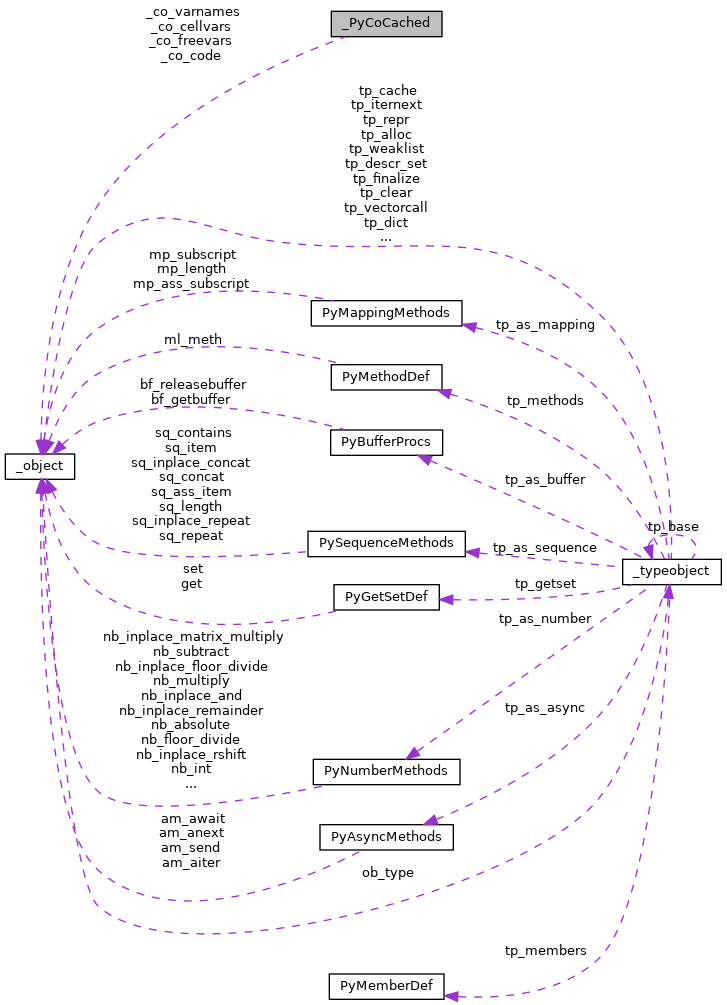 _co_varnames
_co_cellvars
_co_freevars
_co_code
_PyCoCached
tp_cache
tp_iternext
tp_repr
tp_alloc
tp_weaklist
tp_descr_set
tp_finalize
tp_clear
tp_vectorcall
tp_dict
...
mp_subscript
mp_length
mp_ass_subscript
PyMappingMethods
tp_as_mapping
ml_meth
PyMethodDef
tp_methods
bf_releasebuffer
bf_getbuffer
PyBufferProcs
tp_as_buffer
_object
sq_contains
sq_item
sq_inplace_concat
sq_concat
sq_ass_item
sq_length
sq_inplace_repeat
sq_repeat
PySequenceMethods
tp_as_sequence
tp_base
_typeobject
set
get
PyGetSetDef
tp_getset
tp_as_number
nb_inplace_matrix_multiply
nb_subtract
nb_inplace_floor_divide
nb_multiply
nb_inplace_and
nb_inplace_remainder
nb_absolute
nb_floor_divide
nb_inplace_rshift
nb_int
...
PyNumberMethods
tp_as_async
am_await
am_anext
am_send
am_aiter
PyAsyncMethods
ob_type
tp_members
PyMemberDef